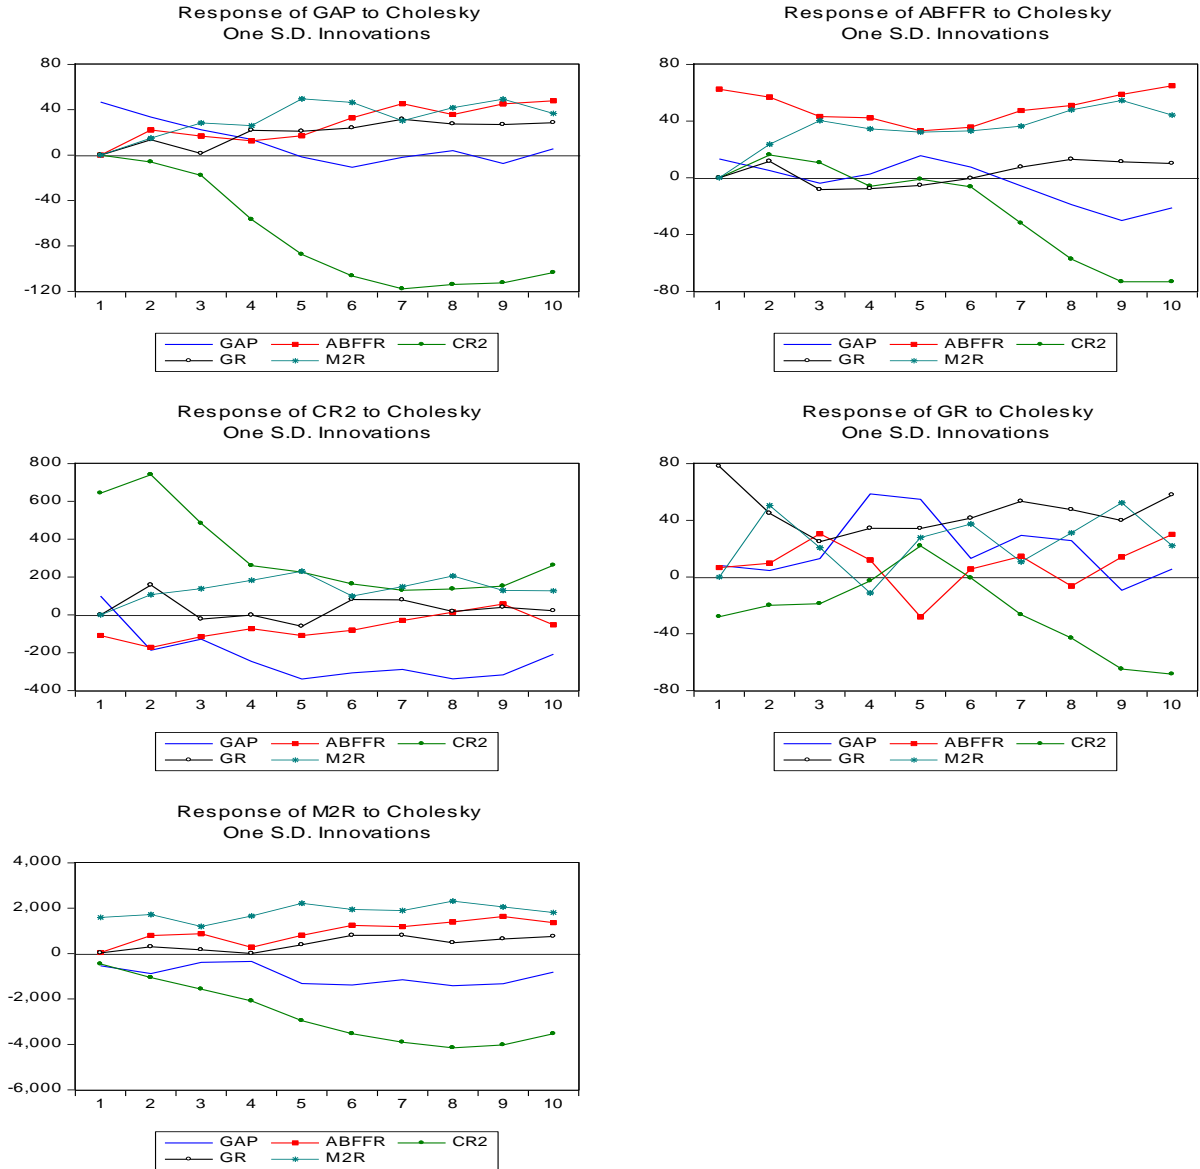 Response of GAP to Cholesky
One S.D. Innovations
80
40
0
-40
-80
-120
1 2 3 4 5 6 7 8 9 10
GAP ABFFR CR2
GR M2R
Response of ABFFR to Cholesky
One S.D. Innovations
80
40
0
-40
-80
1 2 3 4 5 6 7 8 9 10
GAP ABFFR CR2
GR M2R
Response of CR2 to Cholesky
One S.D. Innovations
800
600
400
200
0
-200
-400
1 2 3 4 5 6 7 8 9 10
GAP ABFFR CR2
GR M2R
Response of GR to Cholesky
One S.D. Innovations
80
40
0
-40
-80
1 2 3 4 5 6 7 8 9 10
GAP ABFFR CR2
GR M2R
Response of M2R to Cholesky
One S.D. Innovations
4,000
2,000
0
-2,000
-4,000
-6,000
1 2 3 4 5 6 7 8 9 10
GAP ABFFR CR2
GR M2R